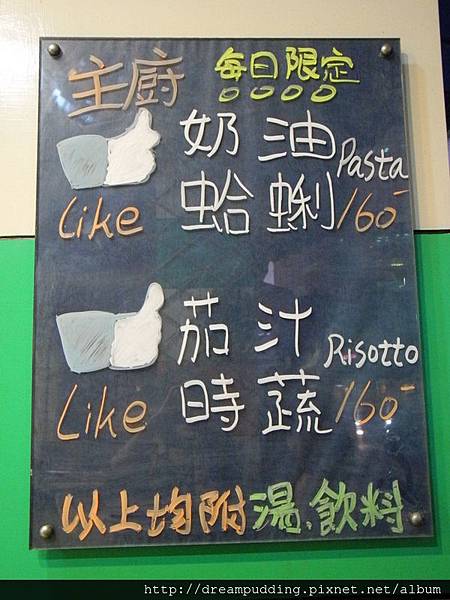 主廚 每日限定
奶油 Pasta
Like 蛤蜊 160-
茄汁 Risotto
Like 時蔬 160-
以上均附湯、飲料
http://dreampudding.pixnet.net/album